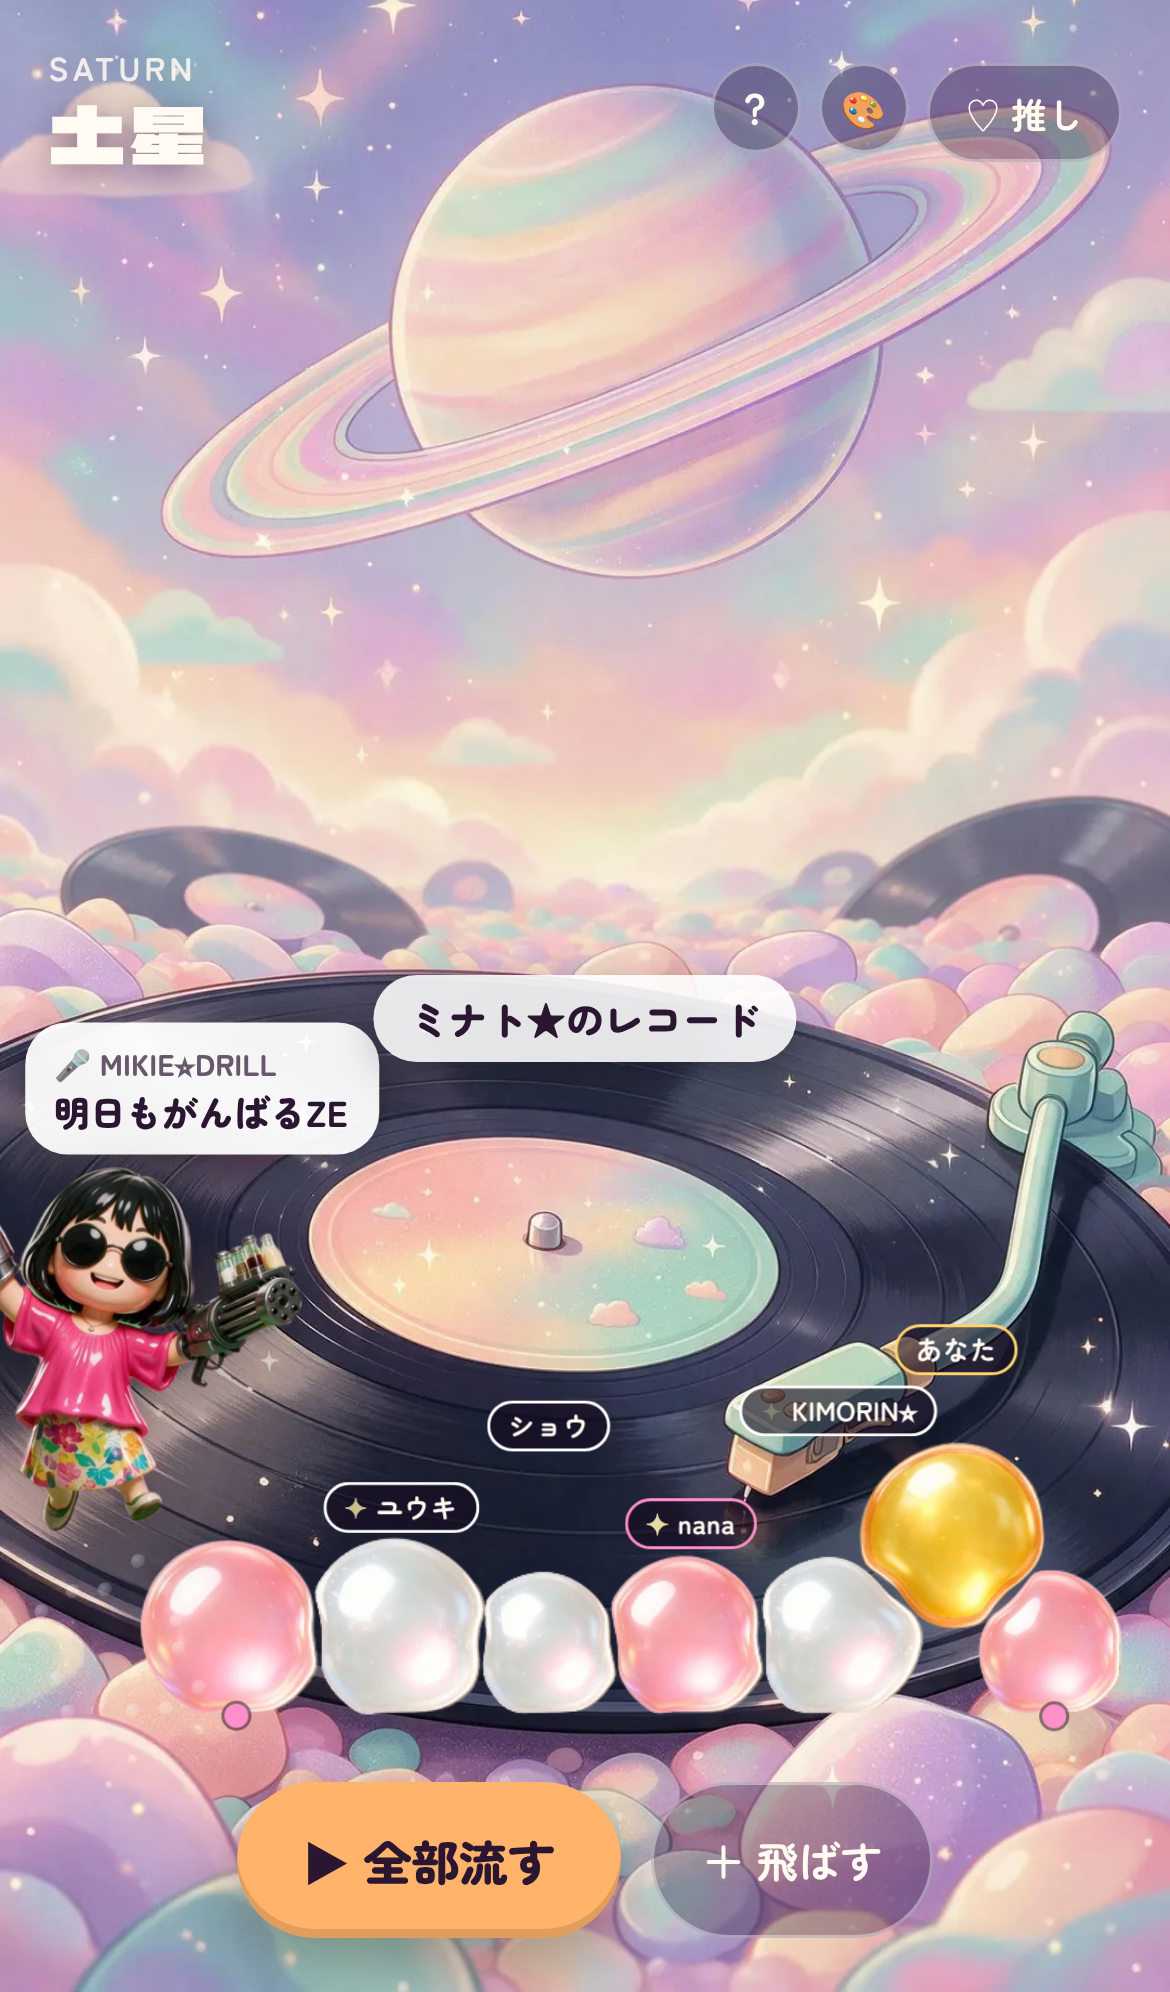 SATURN
土星
?
♡ 推し
ミナト★のレコード
🎤 MIKIE★DRILL
明日もがんばるZE
あなた
KIMORIN★
ショウ
ユウキ
nana
▶ 全部流す
＋ 飛ばす